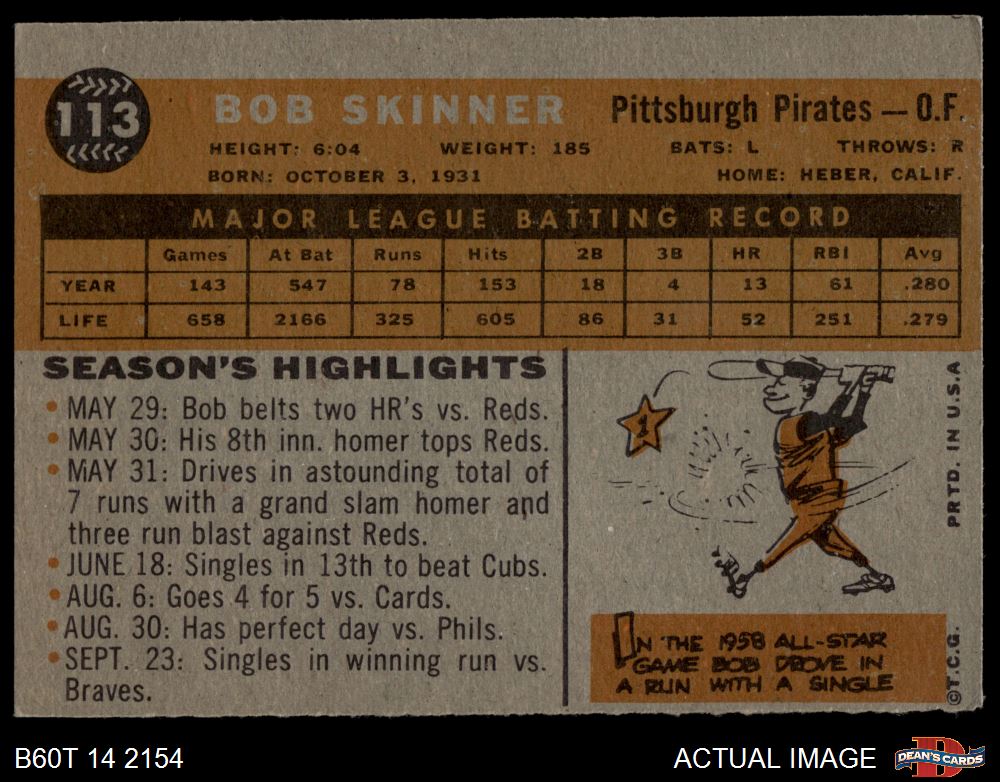 113
BOB SKINNER Pittsburgh Pirates — O.F.
HEIGHT: 6:04 WEIGHT: 185 BATS: L THROWS: R
BORN: OCTOBER 3, 1931 HOME: HEBER, CALIF.
MAJOR LEAGUE BATTING RECORD
Games At Bat Runs Hits 2B 3B HR RBI Avg
YEAR 143 547 78 153 18 4 13 61 .280
LIFE 658 2166 325 605 86 31 52 251 .279
SEASON'S HIGHLIGHTS
• MAY 29: Bob belts two HR's vs. Reds.
• MAY 30: His 8th inn. homer tops Reds.
• MAY 31: Drives in astounding total of
7 runs with a grand slam homer and
three run blast against Reds.
• JUNE 18: Singles in 13th to beat Cubs.
• AUG. 6: Goes 4 for 5 vs. Cards.
• AUG. 30: Has perfect day vs. Phils.
• SEPT. 23: Singles in winning run vs.
Braves.
1
IN THE 1958 ALL-STAR
GAME BOB DROVE IN
A RUN WITH A SINGLE
PRTD. IN U.S.A
©T.C.G.
B60T 14 2154
ACTUAL IMAGE
D
DEAN'S CARDS